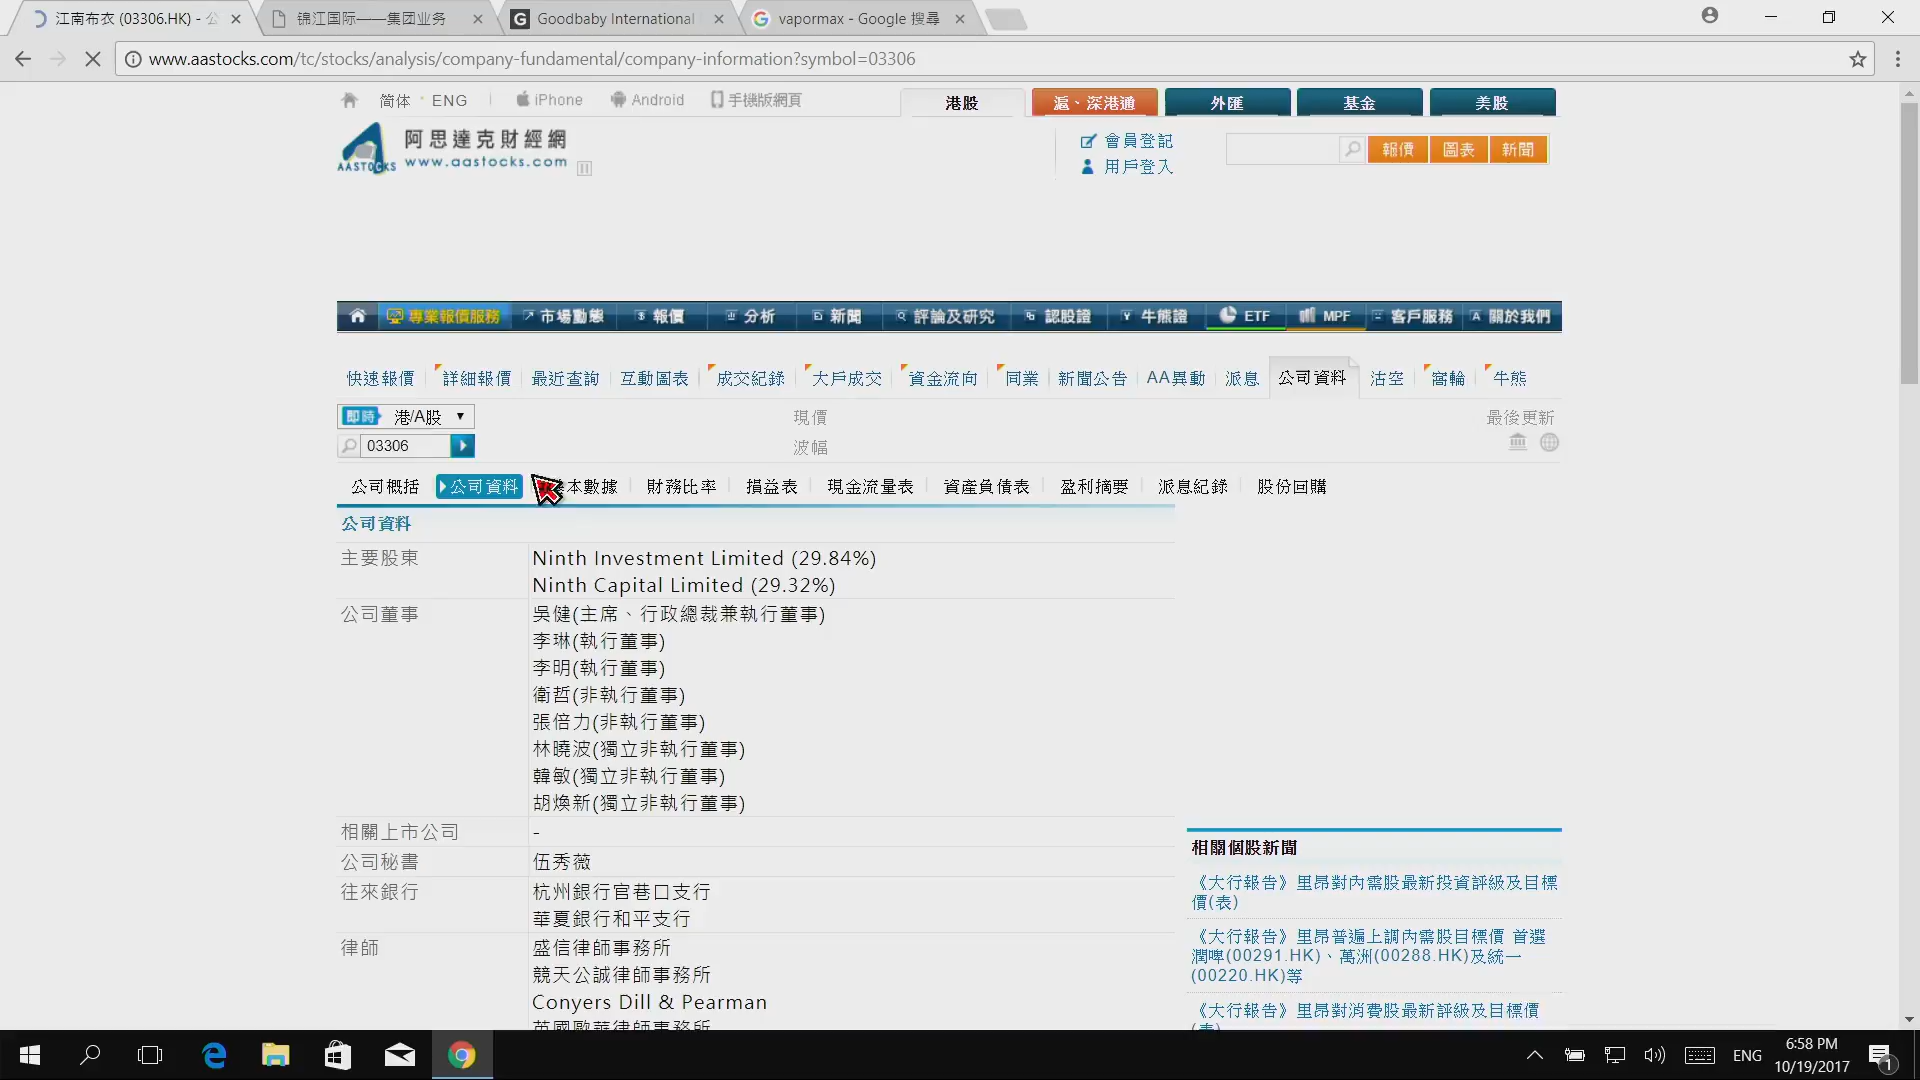 江南布衣 (03306.HK) - 公
锦江国际——集团业务
Goodbaby International
vapormax - Google 搜尋
www.aastocks.com/tc/stocks/analysis/company-fundamental/company-information?symbol=03306
简体 · ENG iPhone Android 手機版網頁
港股 滬、深港通 外匯 基金 美股
阿思達克財經網
www.aastocks.com
AASTOCKS
會員登記
用戶登入
報價 圖表 新聞
專業報價服務 市場動態 報價 分析 新聞 評論及研究 認股證 牛熊證 ETF MPF 客戶服務 關於我們
快速報價 詳細報價 最近查詢 互動圖表 成交紀錄 大戶成交 資金流向 同業 新聞公告 AA異動 派息 公司資料 沽空 窩輪 牛熊
即時 港/A股 現價 最後更新
03306 波幅
公司概括 公司資料 本數據 財務比率 損益表 現金流量表 資產負債表 盈利摘要 派息紀錄 股份回購
公司資料
主要股東 Ninth Investment Limited (29.84%)
Ninth Capital Limited (29.32%)
公司董事 吳健(主席、行政總裁兼執行董事)
李琳(執行董事)
李明(執行董事)
衛哲(非執行董事)
張倍力(非執行董事)
林曉波(獨立非執行董事)
韓敏(獨立非執行董事)
胡煥新(獨立非執行董事)
相關上市公司 -
公司秘書 伍秀薇
往來銀行 杭州銀行官巷口支行
華夏銀行和平支行
律師 盛信律師事務所
競天公誠律師事務所
Conyers Dill & Pearman
英國歐華律師事務所
相關個股新聞
《大行報告》里昂對內需股最新投資評級及目標
價(表)
《大行報告》里昂普遍上調內需股目標價 首選
潤啤(00291.HK)、萬洲(00288.HK)及統一
(00220.HK)等
《大行報告》里昂對消費股最新評級及目標價
(表)
ENG
6:58 PM
10/19/2017
1